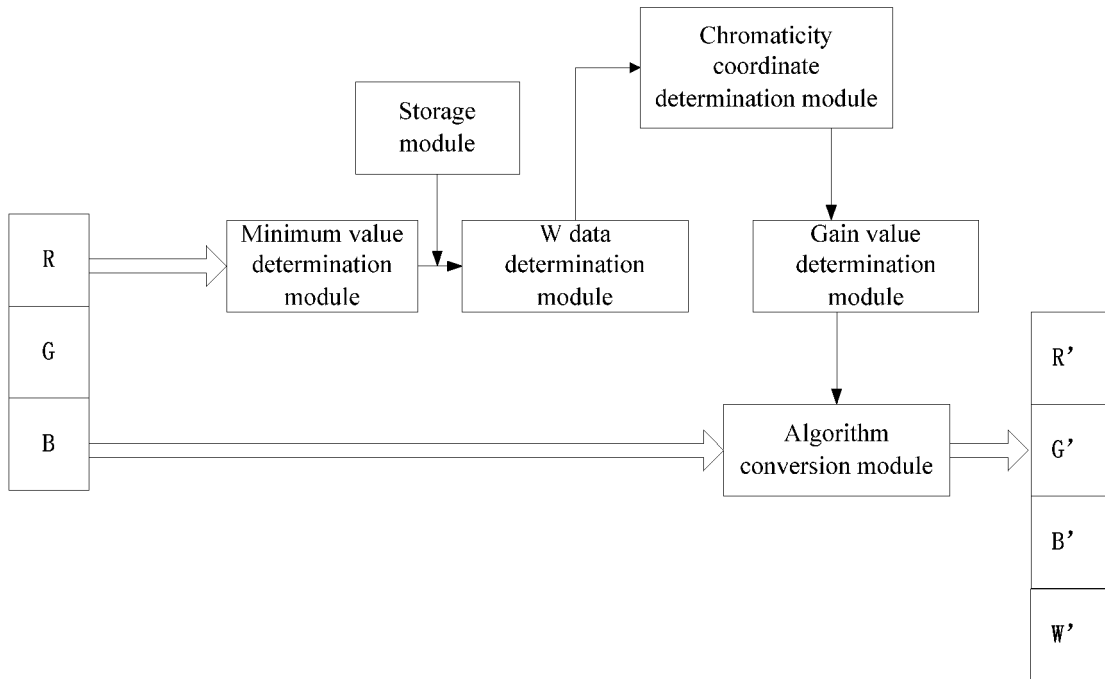 Chromaticity
coordinate
determination module
Storage
module
R
G
B
Minimum value
determination
module
W data
determination
module
Gain value
determination
module
Algorithm
conversion module
R’
G’
B’
W’